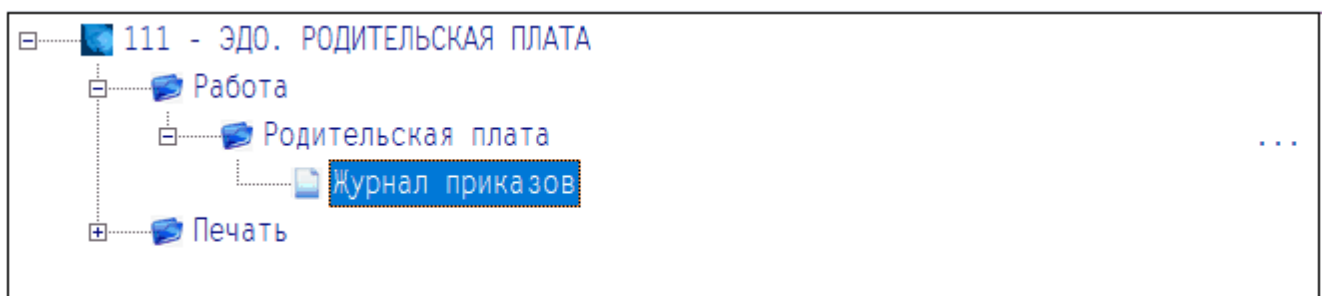 111 - ЭДО. РОДИТЕЛЬСКАЯ ПЛАТА
Работа
Родительская плата ...
Журнал приказов
Печать